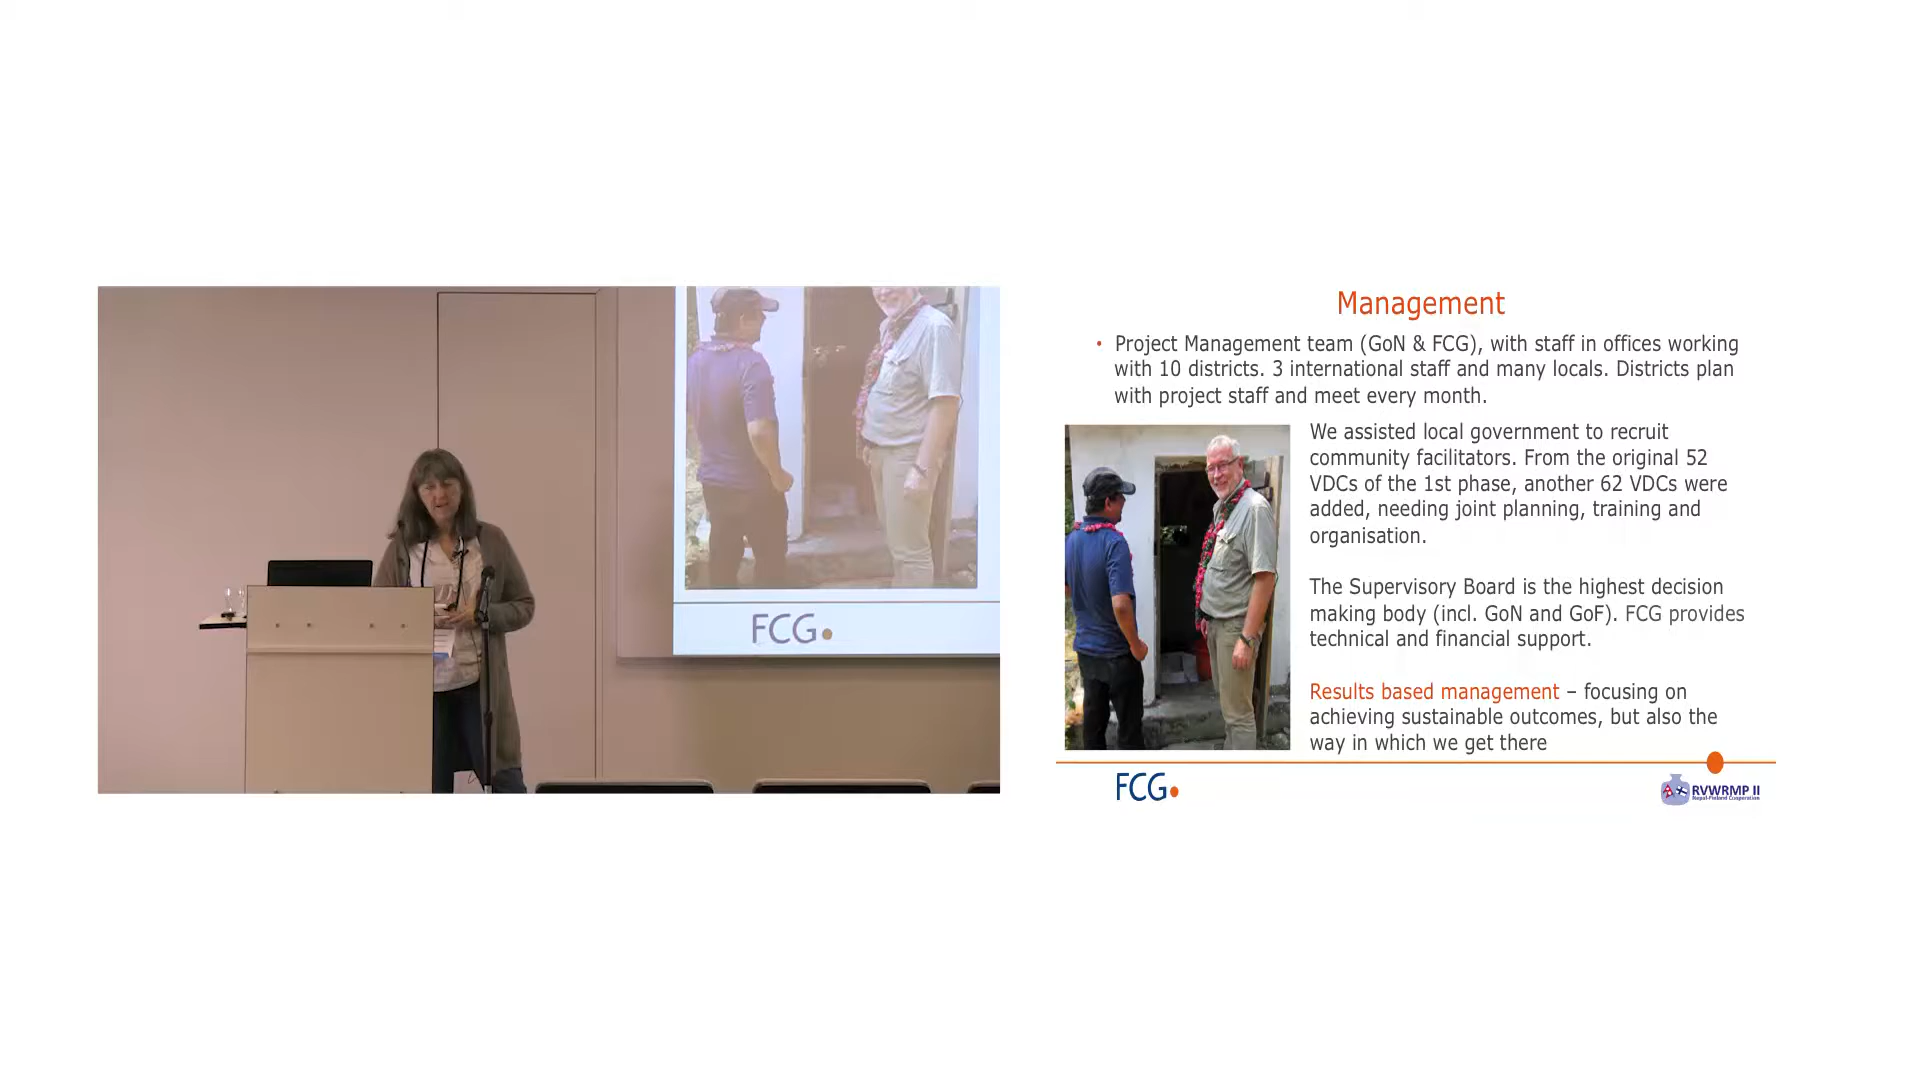 FCG
Management
• Project Management team (GoN & FCG), with staff in offices working
with 10 districts. 3 international staff and many locals. Districts plan
with project staff and meet every month.
We assisted local government to recruit
community facilitators. From the original 52
VDCs of the 1st phase, another 62 VDCs were
added, needing joint planning, training and
organisation.
The Supervisory Board is the highest decision
making body (incl. GoN and GoF). FCG provides
technical and financial support.
Results based management – focusing on
achieving sustainable outcomes, but also the
way in which we get there
FCG
RVWRMP II
Nepal-Finland Cooperation